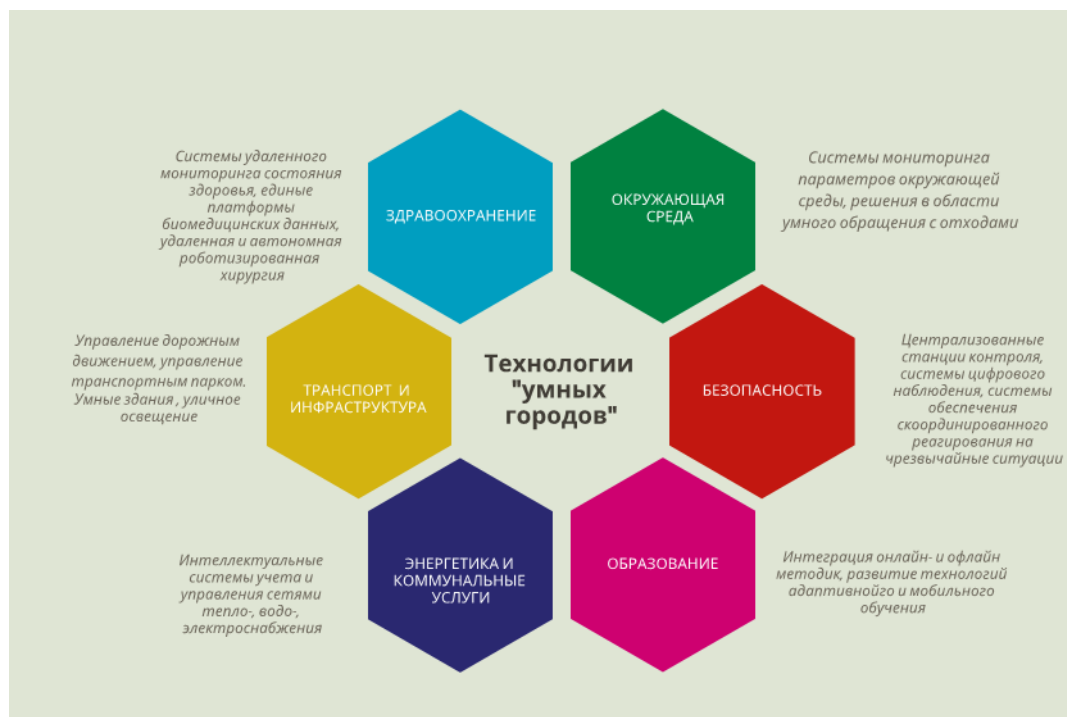 Системы удаленного
мониторинга состояния
здоровья, единые
платформы
биомедицинских данных,
удаленная и автономная
роботизированная
хирургия
ЗДРАВООХРАНЕНИЕ
ОКРУЖАЮЩАЯ
СРЕДА
Системы мониторинга
параметров окружающей
среды, решения в области
умного обращения с отходами
Управление дорожным
движением, управление
транспортным парком.
Умные здания , уличное
освещение
ТРАНСПОРТ И
ИНФРАСТРУКТУРА
Технологии
"умных
городов"
БЕЗОПАСНОСТЬ
Централизованные
станции контроля,
системы цифрового
наблюдения, системы
обеспечения
скоординированного
реагирования на
чрезвычайные ситуации
Интеллектуальные
системы учета и
управления сетями
тепло-, водо-,
электроснабжения
ЭНЕРГЕТИКА И
КОММУНАЛЬНЫЕ
УСЛУГИ
ОБРАЗОВАНИЕ
Интеграция онлайн- и офлайн
методик, развитие технологий
адаптивнойго и мобильного
обучения